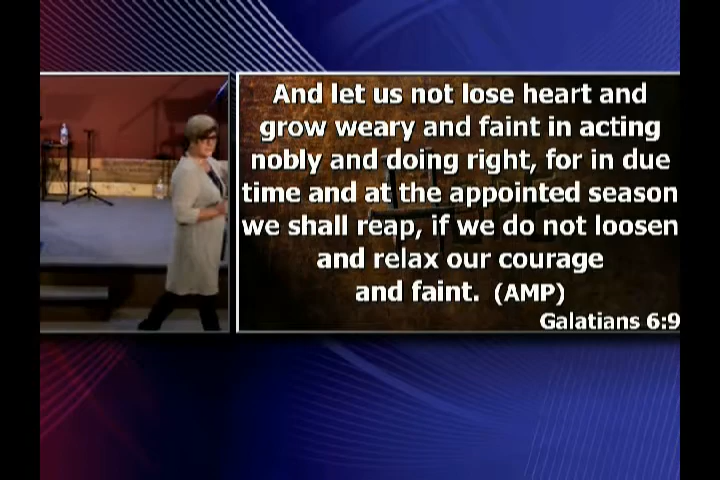 And let us not lose heart and
grow weary and faint in acting
nobly and doing right, for in due
time and at the appointed season
we shall reap, if we do not loosen
and relax our courage
and faint. (AMP)
Galatians 6:9